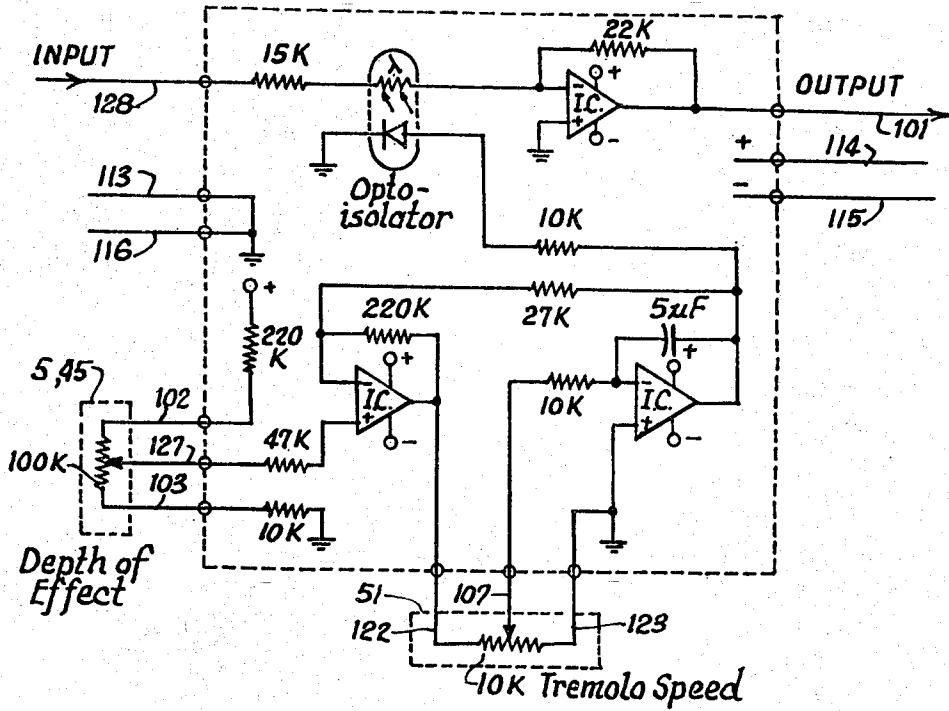 INPUT
128
15K
λ
22K
- + I.C. + -
OUTPUT
101
+ 114
- 115
113
116
Opto-
isolator
10K
27K
+
220
K
220K
- + I.C. + -
5µF
+
10K
- + I.C. -
5,45
102
127
100K
103
47K
10K
Depth of
Effect
51
107
122
123
10K Tremolo Speed